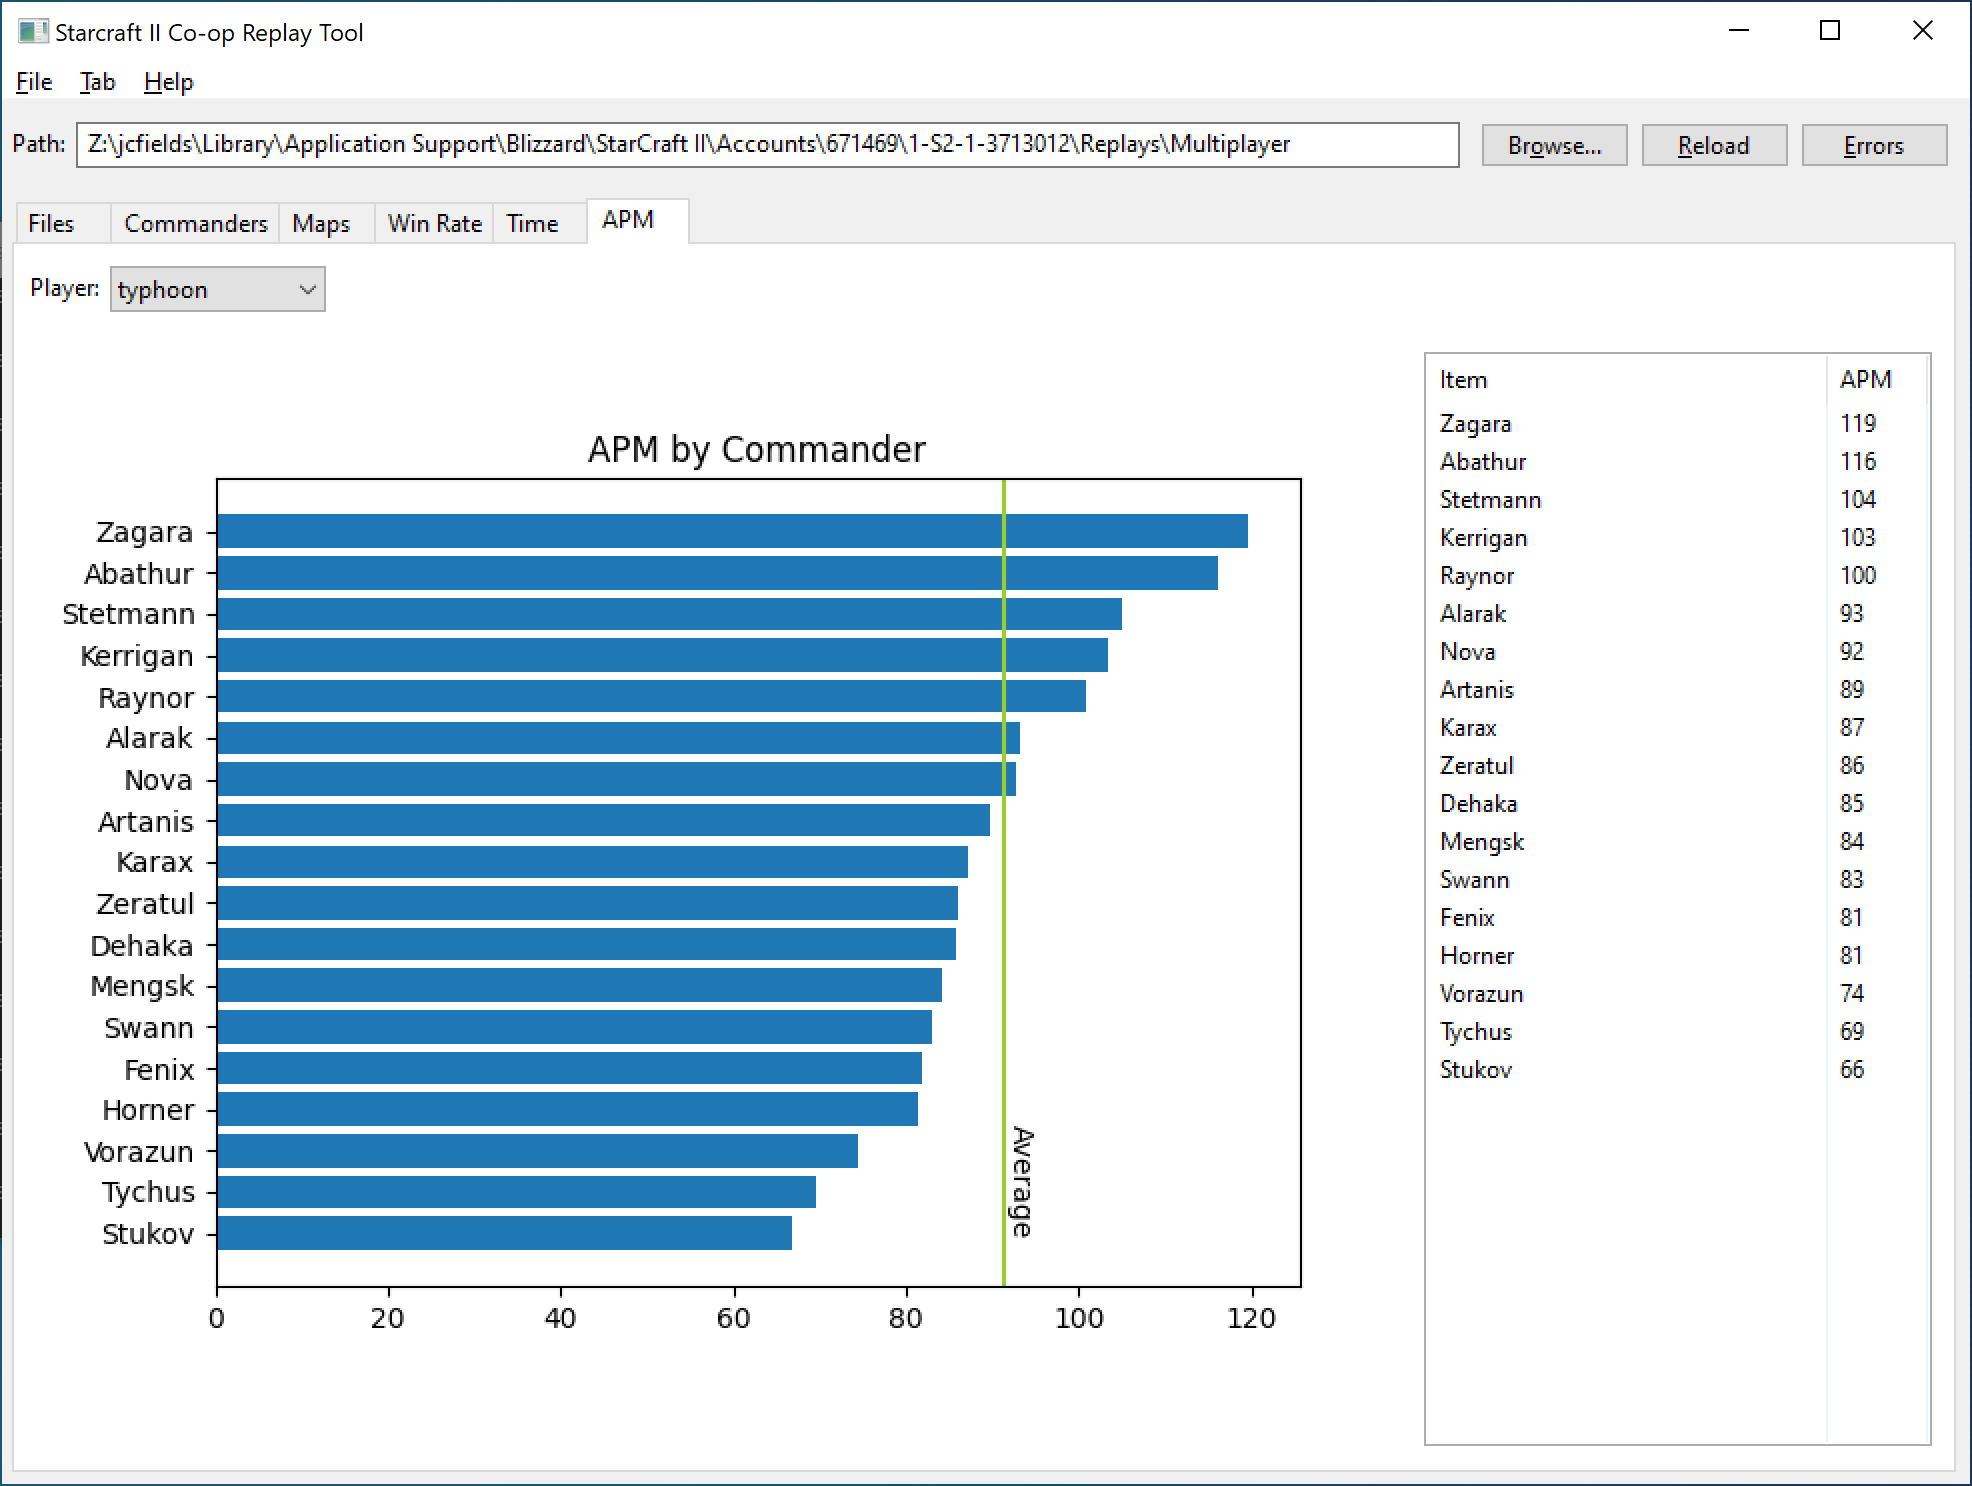 Starcraft II Co-op Replay Tool
File Tab Help
Path: Z:\jcfields\Library\Application Support\Blizzard\StarCraft II\Accounts\671469\1-S2-1-3713012\Replays\Multiplayer Browse... Reload Errors
Files Commanders Maps Win Rate Time APM
Player: typhoon
APM by Commander
Zagara
Abathur
Stetmann
Kerrigan
Raynor
Alarak
Nova
Artanis
Karax
Zeratul
Dehaka
Mengsk
Swann
Fenix
Horner
Vorazun
Tychus
Stukov
Average
0 20 40 60 80 100 120
Item APM
Zagara 119
Abathur 116
Stetmann 104
Kerrigan 103
Raynor 100
Alarak 93
Nova 92
Artanis 89
Karax 87
Zeratul 86
Dehaka 85
Mengsk 84
Swann 83
Fenix 81
Horner 81
Vorazun 74
Tychus 69
Stukov 66